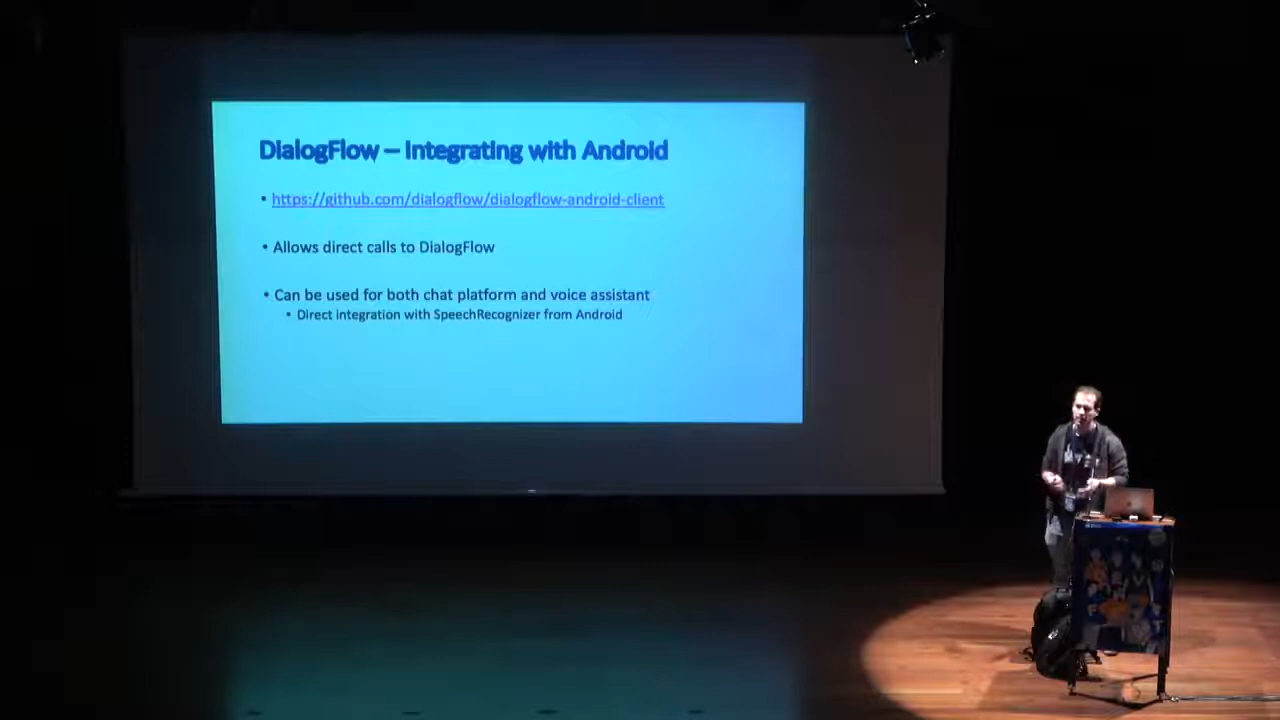 DialogFlow – Integrating with Android
• https://github.com/dialogflow/dialogflow-android-client
• Allows direct calls to DialogFlow
• Can be used for both chat platform and voice assistant
• Direct integration with SpeechRecognizer from Android